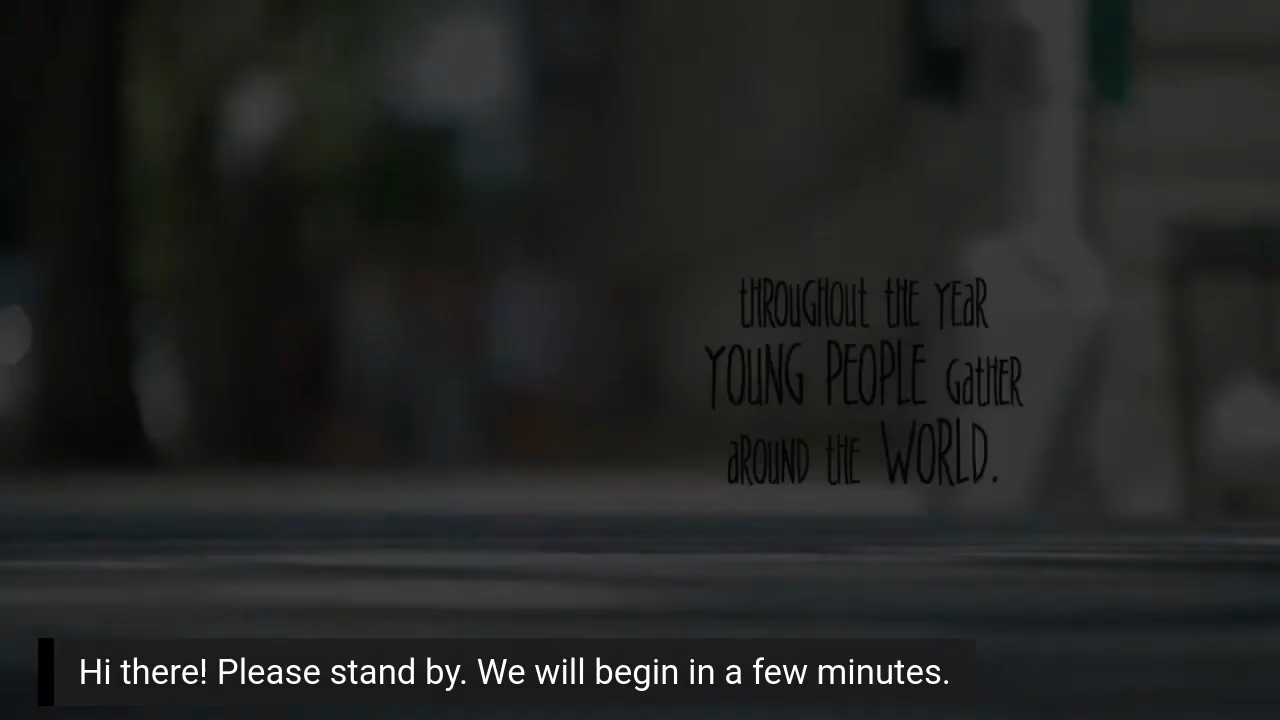 tHROuGHOut tHE YEaR
YOuNG PEOPLE GatHER
aROuND tHE WORLD.
Hi there! Please stand by. We will begin in a few minutes.